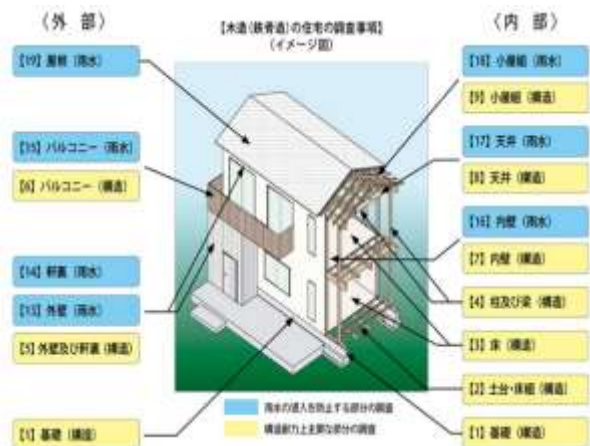 〈外 部〉
【木造(鉄骨造)の住宅の調査事項】
(イメージ図)
〈内 部〉
【19】屋根（雨水）
【15】バルコニー（雨水）
【6】バルコニー（構造）
【14】軒裏（雨水）
【13】外壁（雨水）
【5】外壁及び軒裏（構造）
【1】基礎（構造）
【18】小屋組（雨水）
【9】小屋組（構造）
【17】天井（雨水）
【8】天井（構造）
【16】内壁（雨水）
【7】内壁（構造）
【4】柱及び梁（構造）
【3】床（構造）
【2】土台・床組（構造）
【1】基礎（構造）
雨水の浸入を防止する部分の調査
構造耐力上主要な部分の調査